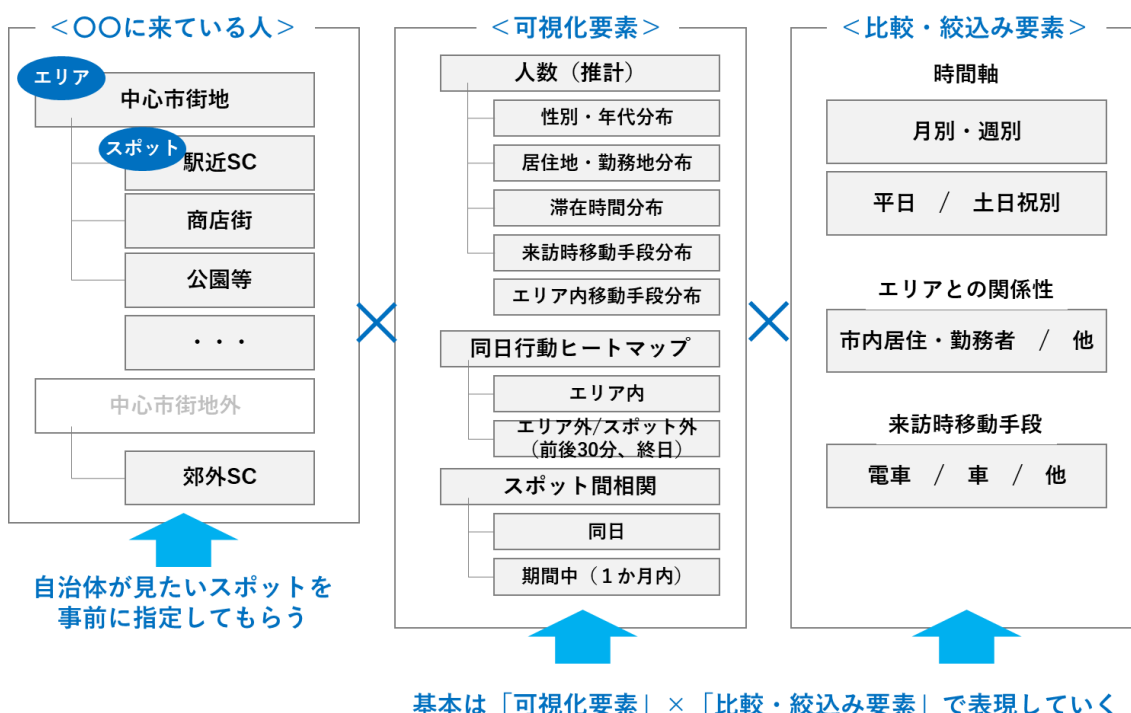 ＜〇〇に来ている人＞
エリア
中心市街地
スポット
駅近SC
商店街
公園等
・・・
中心市街地外
郊外SC
自治体が見たいスポットを
事前に指定してもらう
×
＜可視化要素＞
人数（推計）
性別・年代分布
居住地・勤務地分布
滞在時間分布
来訪時移動手段分布
エリア内移動手段分布
同日行動ヒートマップ
エリア内
エリア外/スポット外
（前後30分、終日）
スポット間相関
同日
期間中（１か月内）
×
＜比較・絞込み要素＞
時間軸
月別・週別
平日　/　土日祝別
エリアとの関係性
市内居住・勤務者　/　他
来訪時移動手段
電車　/　車　/　他
基本は「可視化要素」×「比較・絞込み要素」で表現していく